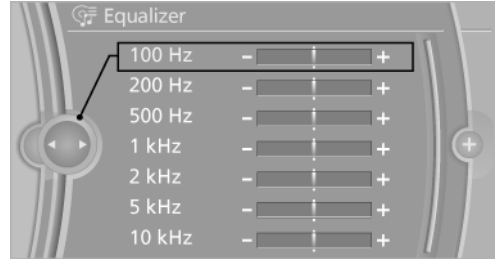 Equalizer
100 Hz - +
200 Hz - +
500 Hz - +
1 kHz - +
2 kHz - +
5 kHz - +
10 kHz - +
+